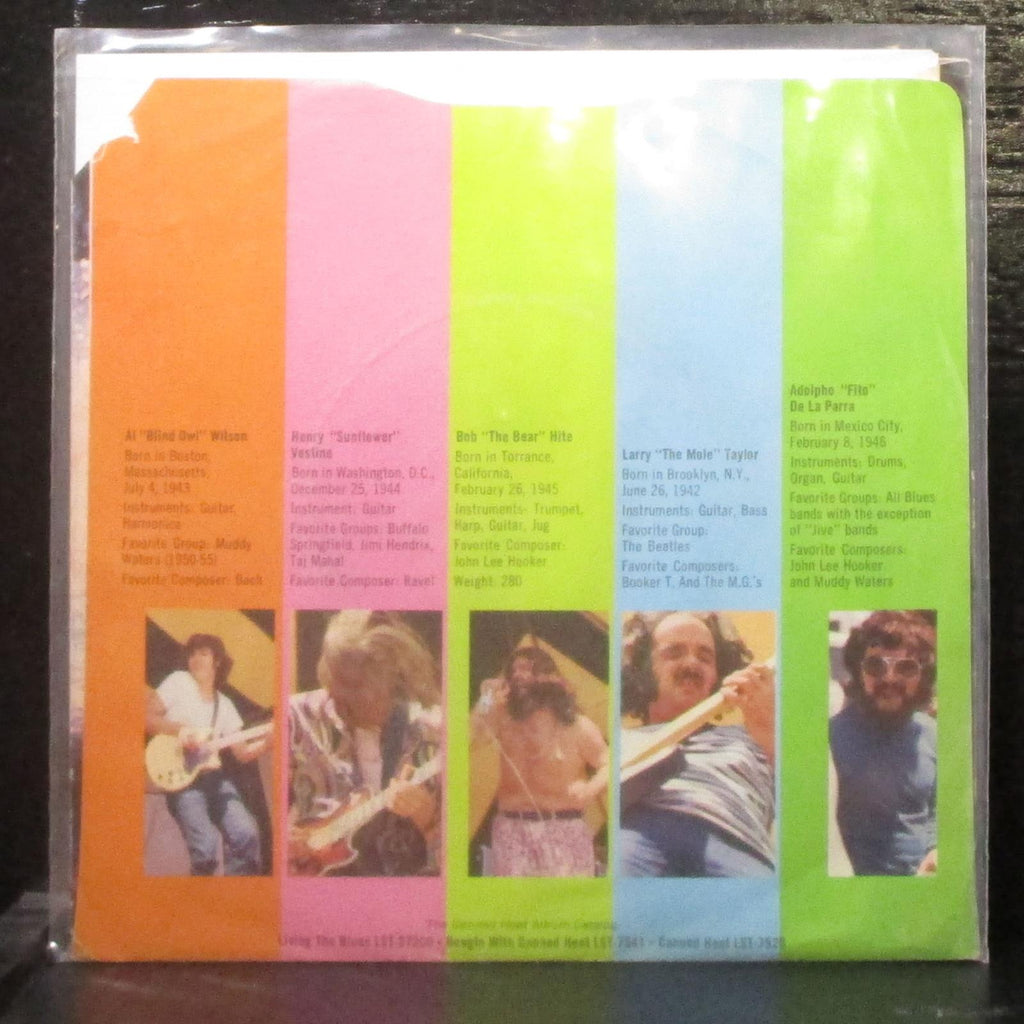 Al "Blind Owl" Wilson
Born in Boston,
Massachusetts,
July 4, 1943
Instruments: Guitar,
Harmonica
Favorite Group: Muddy
Waters (1950-55)
Favorite Composer: Bach
Henry "Sunflower"
Vestine
Born in Washington, D.C.,
December 25, 1944
Instrument: Guitar
Favorite Groups: Buffalo
Springfield, Jimi Hendrix,
Taj Mahal
Favorite Composer: Ravel
Bob "The Bear" Hite
Born in Torrance,
California,
February 26, 1945
Instruments: Trumpet,
Harp, Guitar, Jug
Favorite Composer:
John Lee Hooker
Weight: 280
Larry "The Mole" Taylor
Born in Brooklyn, N.Y.,
June 26, 1942
Instruments: Guitar, Bass
Favorite Group:
The Beatles
Favorite Composers:
Booker T. And The M.G.'s
Adolpho "Fito"
De La Parra
Born in Mexico City,
February 8, 1946
Instruments: Drums,
Organ, Guitar
Favorite Groups: All Blues
bands with the exception
of "Jive" bands
Favorite Composers:
John Lee Hooker
and Muddy Waters
The Canned Heat Album
Living The Blues LST-27200 • Boogie With Canned Heat LST-7541 • Canned Heat LST-7526